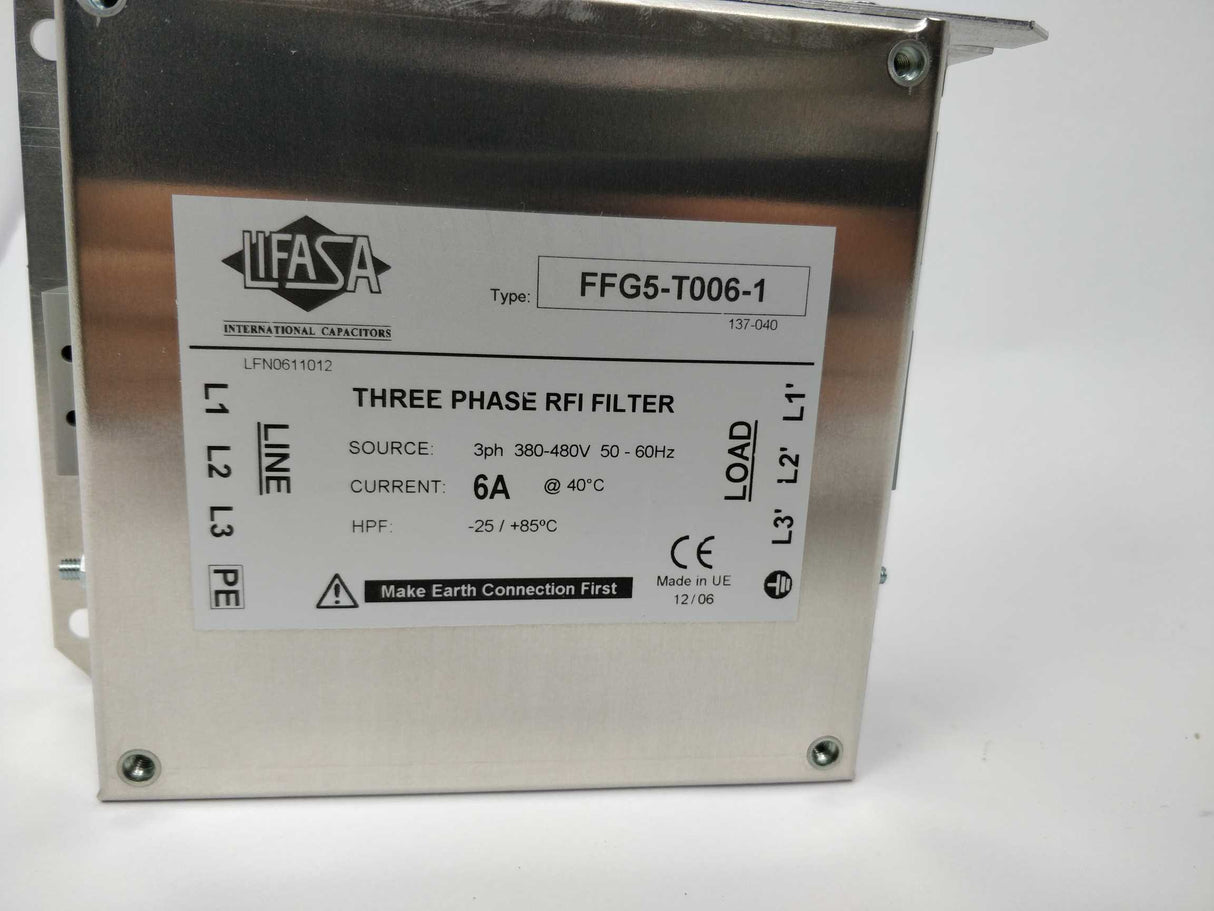 LIFASA
INTERNATIONAL CAPACITORS
Type: FFG5-T006-1
137-040
LFN0611012
THREE PHASE RFI FILTER
SOURCE: 3ph 380-480V 50 - 60Hz
CURRENT: 6A @ 40°C
HPF: -25 / +85ºC
Make Earth Connection First
CE
Made in UE
12/06
L1 L2 L3 PE
LINE
LOAD
L3' L2' L1'